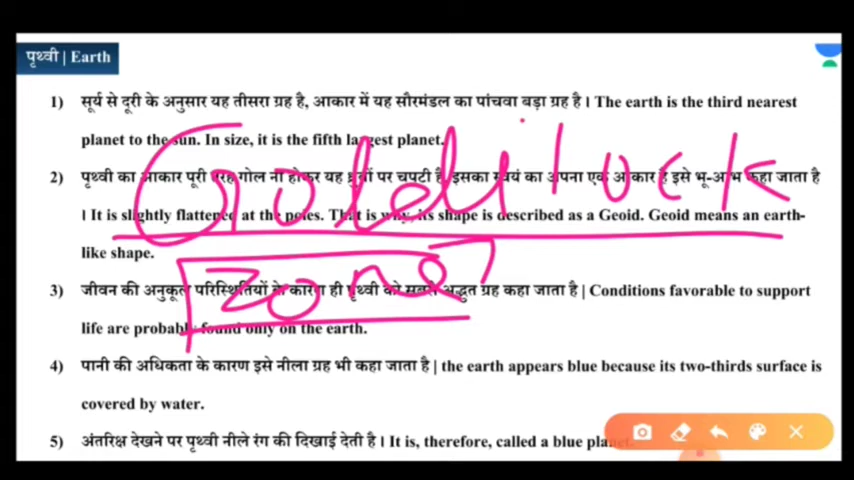 पृथ्वी | Earth
1) सूर्य से दूरी के अनुसार यह तीसरा ग्रह है, आकार में यह सौरमंडल का पांचवा बड़ा ग्रह है । The earth is the third nearest
planet to the sun. In size, it is the fifth largest planet.
2) पृथ्वी का आकार पूरी तरह गोल ना होकर यह ध्रुवों पर चपटी है, इसका स्वयं का अपना एक आकार है इसे भू-आभ कहा जाता है
। It is slightly flattened at the poles. That is why, its shape is described as a Geoid. Geoid means an earth-
like shape.
3) जीवन की अनुकूल परिस्थितियों के कारण ही पृथ्वी को सबसे अद्भुत ग्रह कहा जाता है | Conditions favorable to support
life are probably found only on the earth.
4) पानी की अधिकता के कारण इसे नीला ग्रह भी कहा जाता है | the earth appears blue because its two-thirds surface is
covered by water.
5) अंतरिक्ष देखने पर पृथ्वी नीले रंग की दिखाई देती है । It is, therefore, called a blue planet.
Goldilock
zone